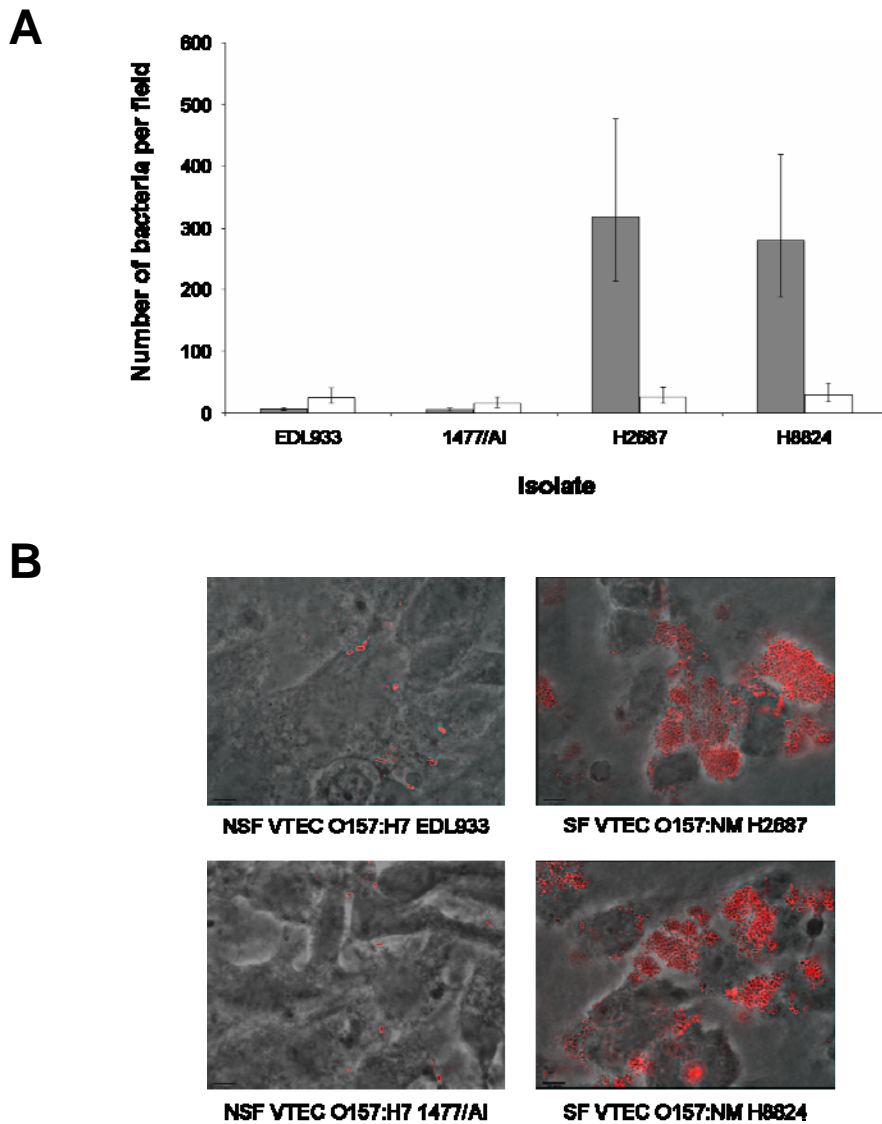 A
600
500
400
300
200
100
0
Number of bacteria per field
EDL933 1477/AI H2687 H8824
Isolate
B
NSF VTEC O157:H7 EDL933 SF VTEC O157:NM H2687
NSF VTEC O157:H7 1477/AI SF VTEC O157:NM H8824